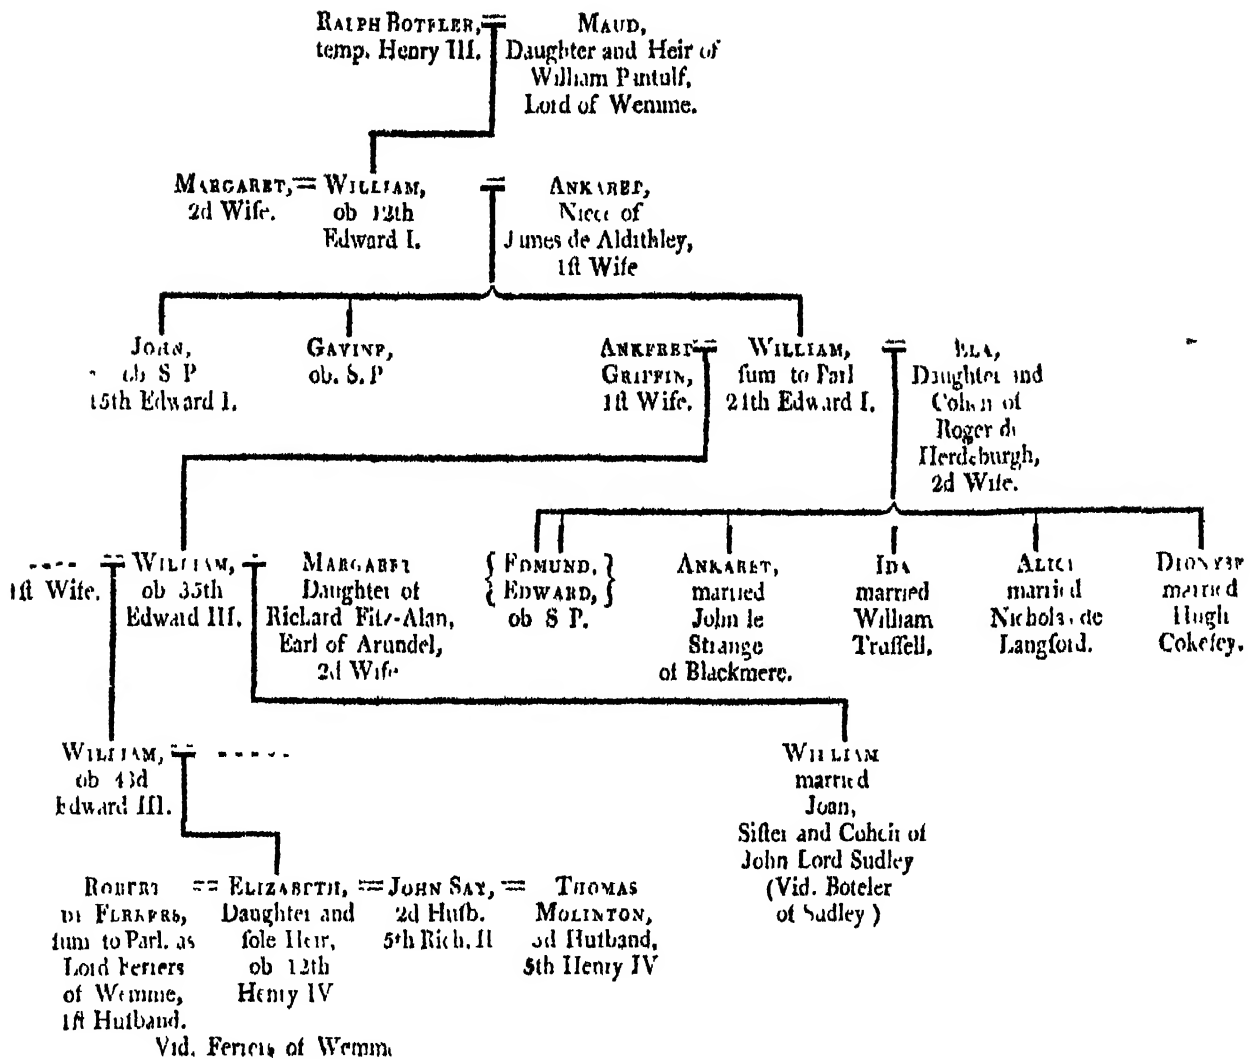 RALPH BOTELER,
temp. Henry III.
MAUD,
Daughter and Heir of
William Pantulf,
Lord of Wemme.
MARGARET,
2d Wife.
WILLIAM,
ob 12th
Edward I.
ANKARET,
Niece of
James de Aldithley,
1ſt Wife
JOHN,
ob S P
15th Edward I.
GAVINE,
ob. S. P
ANKERET
GRIFFIN,
1ſt Wife.
WILLIAM,
ſum to Parl
24th Edward I.
ELA,
Daughter and
Coheir of
Roger de
Herdeburgh,
2d Wife.
1ſt Wife.
WILLIAM,
ob 35th
Edward III.
MARGARET
Daughter of
Richard Fitz-Alan,
Earl of Arundel,
2d Wife
EDMUND,
EDWARD,
ob S P.
ANKARET,
married
John le
Strange
of Blackmere.
IDA
married
William
Truſſell.
ALICE
married
Nicholas de
Langford.
DIONYSE
married
Hugh
Cokeſey.
WILLIAM,
ob 43d
Edward III.
WILLIAM
married
Joan,
Siſter and Coheir of
John Lord Sudley
(Vid. Boteler
of Sudley )
ROBERT
DE FERRERS,
ſum to Parl. as
Lord Ferrers
of Wemme,
1ſt Huſband.
ELIZABETH,
Daughter and
ſole Heir,
ob 12th
Henry IV
JOHN SAY,
2d Huſb.
5th Rich. II
THOMAS
MOLINTON,
3d Huſband,
5th Henry IV
Vid. Ferrers of Wemme